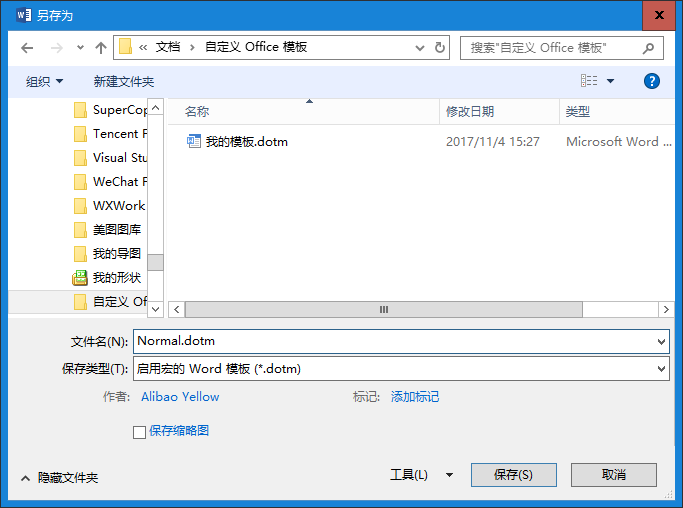 另存为
« 文档 › 自定义 Office 模板
搜索"自定义 Office 模板"
组织 新建文件夹
名称 修改日期 类型
SuperCop
Tencent F
Visual Stu
WeChat F
WXWork
美图图库
我的导图
我的形状
自定义 Of
我的模板.dotm 2017/11/4 15:27 Microsoft Word ...
文件名(N): Normal.dotm
保存类型(T): 启用宏的 Word 模板 (*.dotm)
作者: Alibao Yellow 标记: 添加标记
保存缩略图
隐藏文件夹 工具(L) 保存(S) 取消